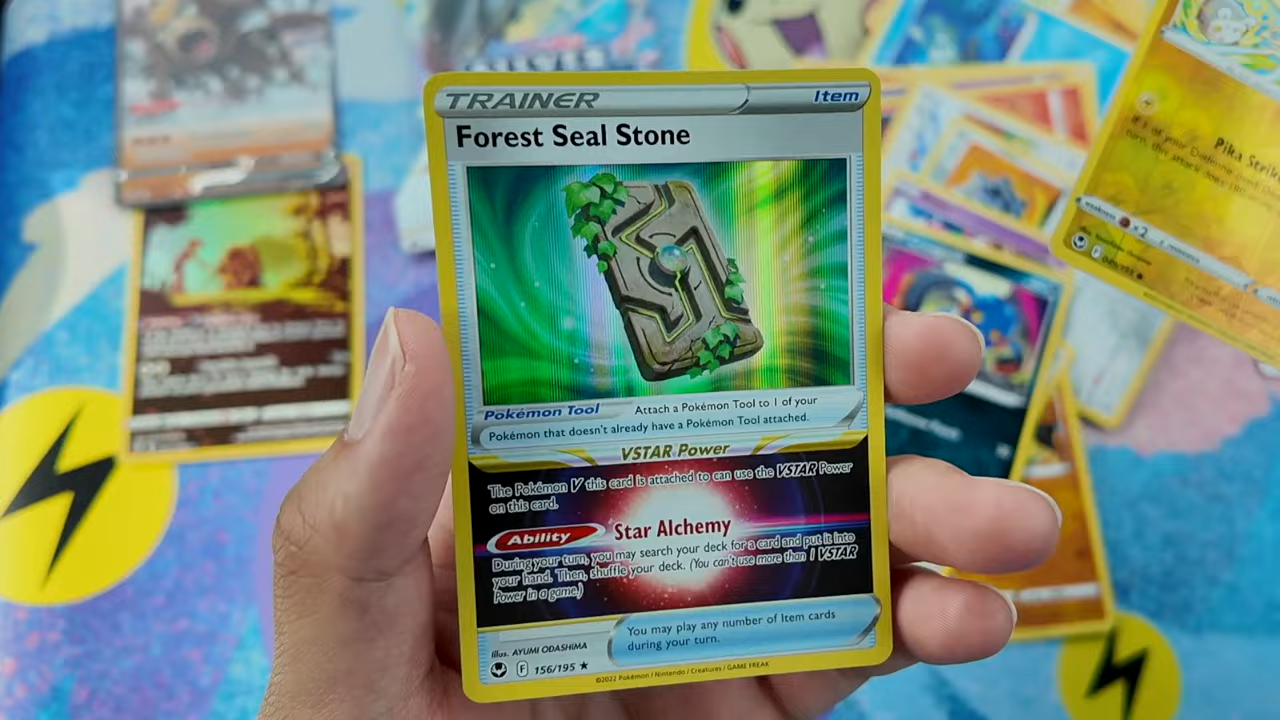 TRAINER
Item
Forest Seal Stone
Pokémon Tool
Attach a Pokémon Tool to 1 of your
Pokémon that doesn't already have a Pokémon Tool attached.
VSTAR Power
The Pokémon V this card is attached to can use the VSTAR Power
on this card.
Ability
Star Alchemy
During your turn, you may search your deck for a card and put it into
your hand. Then, shuffle your deck. (You can't use more than 1 VSTAR
Power in a game.)
You may play any number of Item cards
during your turn.
Illus. AYUMI ODASHIMA
F 156/195 ★
©2022 Pokémon / Nintendo / Creatures / GAME FREAK
Pika Strike
weakness
×2